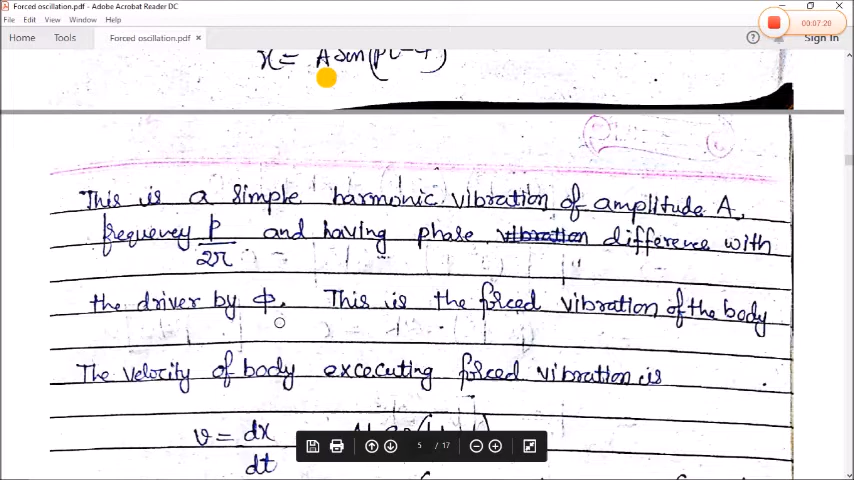 Forced oscillation.pdf - Adobe Acrobat Reader DC
File Edit View Window Help
00:07:28
Home Tools Forced oscillation.pdf × Sign In
x = A sin(pt-φ)
This is a simple harmonic vibration of amplitude A,
frequency p/2π and having phase vibration difference with
the driver by Φ. This is the forced vibration of the body
The velocity of body excecuting forced vibration is
v = dx/dt
5 / 17